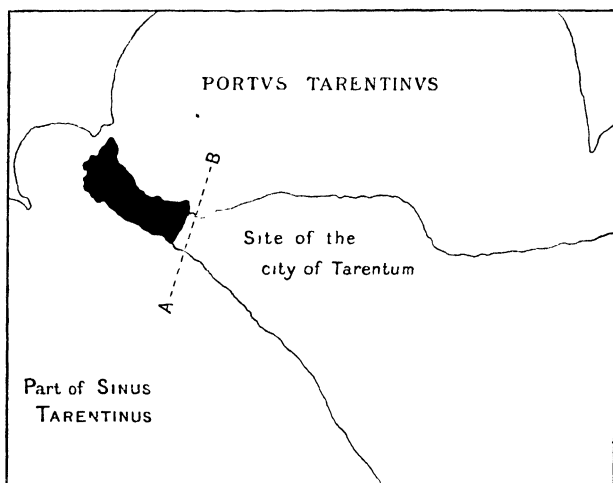 PORTVS TARENTINVS
B
Site of the
city of Tarentum
A
Part of SINUS
TARENTINUS